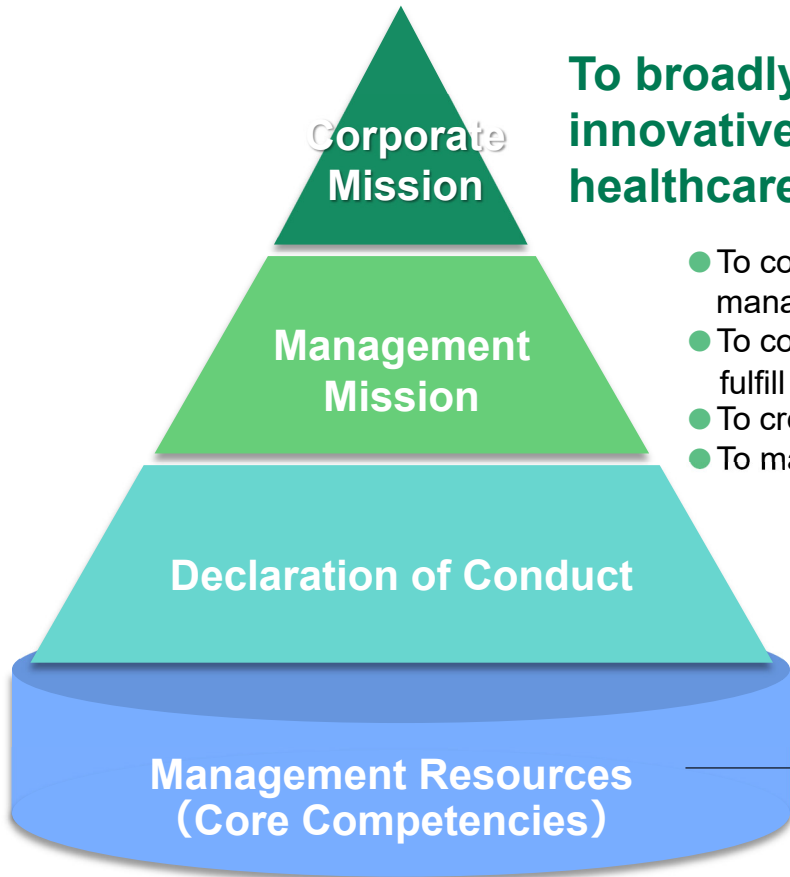 Corporate
Mission
To broadly
innovative
healthcare
To co
mana
To co
fulfill
To cre
To ma
Management
Mission
Declaration of Conduct
Management Resources
（Core Competencies）